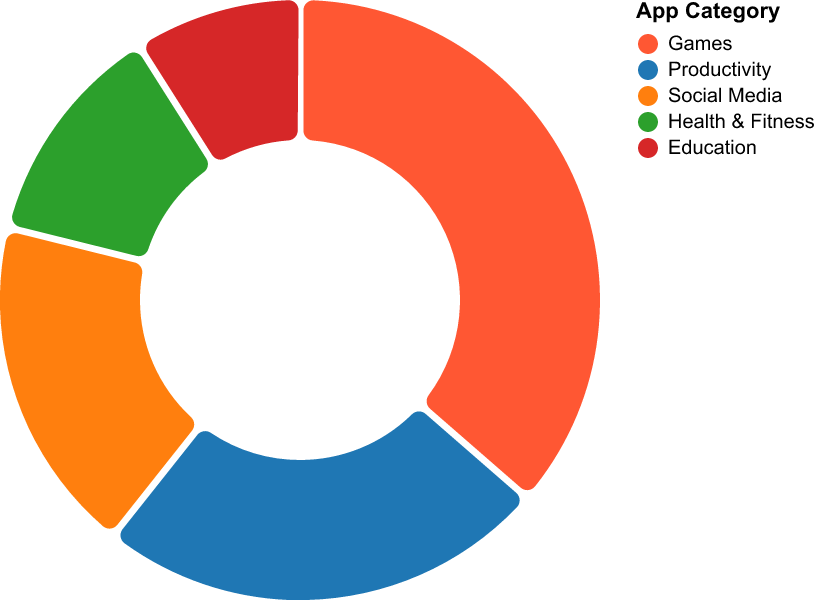 App Category
Games
Productivity
Social Media
Health & Fitness
Education